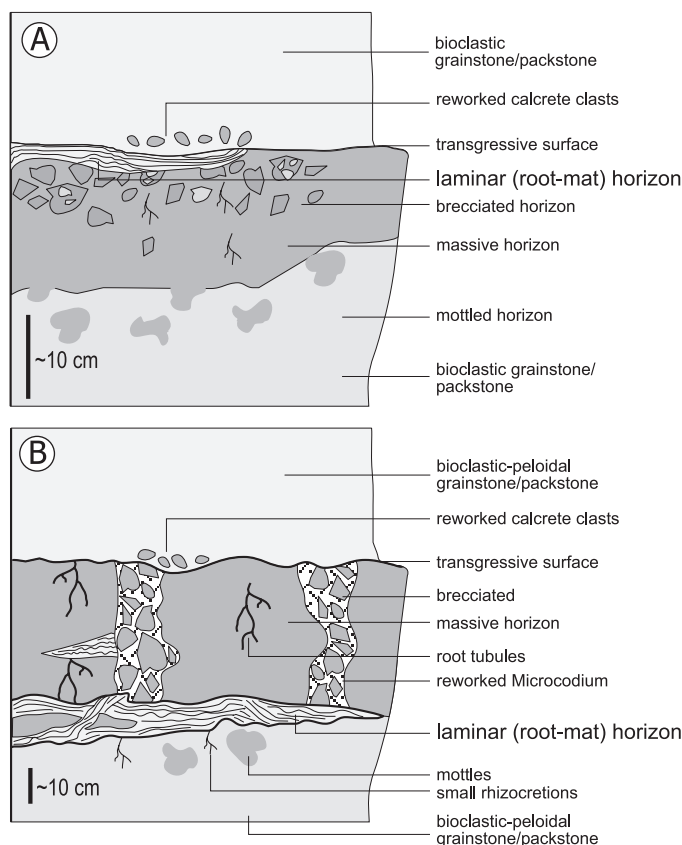 A
bioclastic
grainstone/packstone
reworked calcrete clasts
transgressive surface
laminar (root-mat) horizon
brecciated horizon
massive horizon
mottled horizon
~10 cm
bioclastic grainstone/
packstone
B
bioclastic-peloidal
grainstone/packstone
reworked calcrete clasts
transgressive surface
brecciated
massive horizon
root tubules
reworked Microcodium
laminar (root-mat) horizon
mottles
~10 cm
small rhizocretions
bioclastic-peloidal
grainstone/packstone